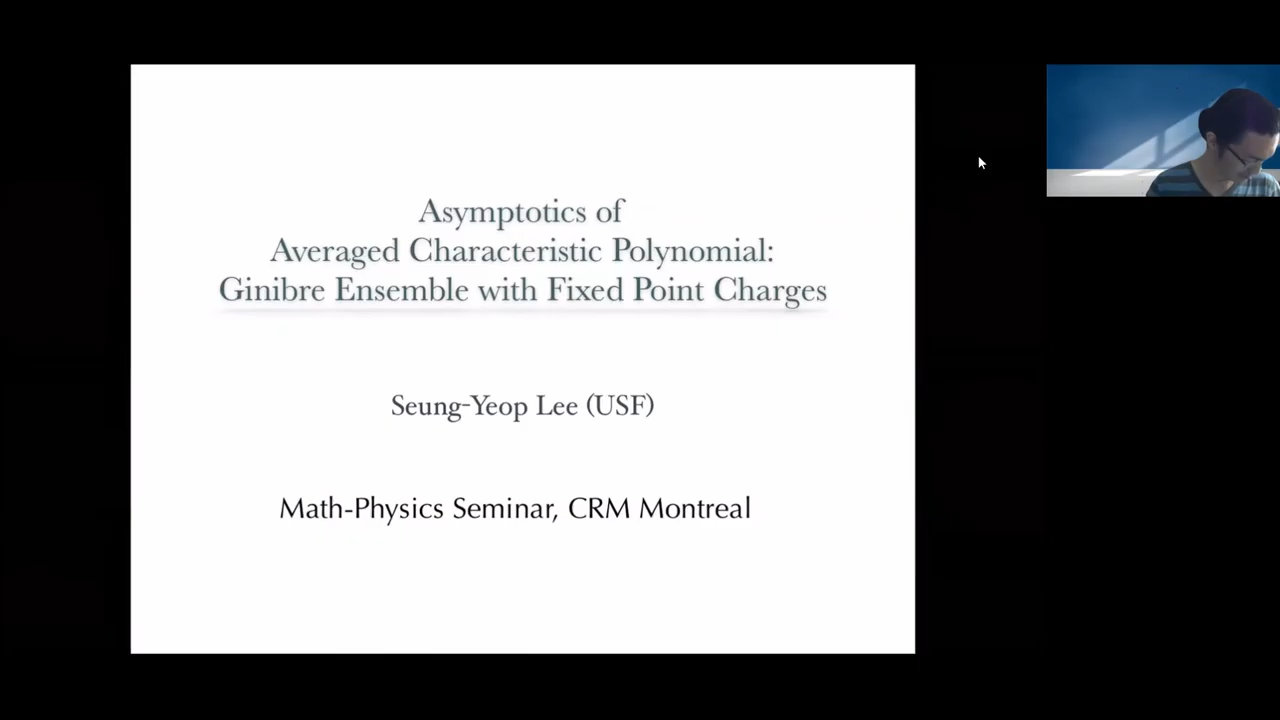 Asymptotics of
Averaged Characteristic Polynomial:
Ginibre Ensemble with Fixed Point Charges
Seung-Yeop Lee (USF)
Math-Physics Seminar, CRM Montreal